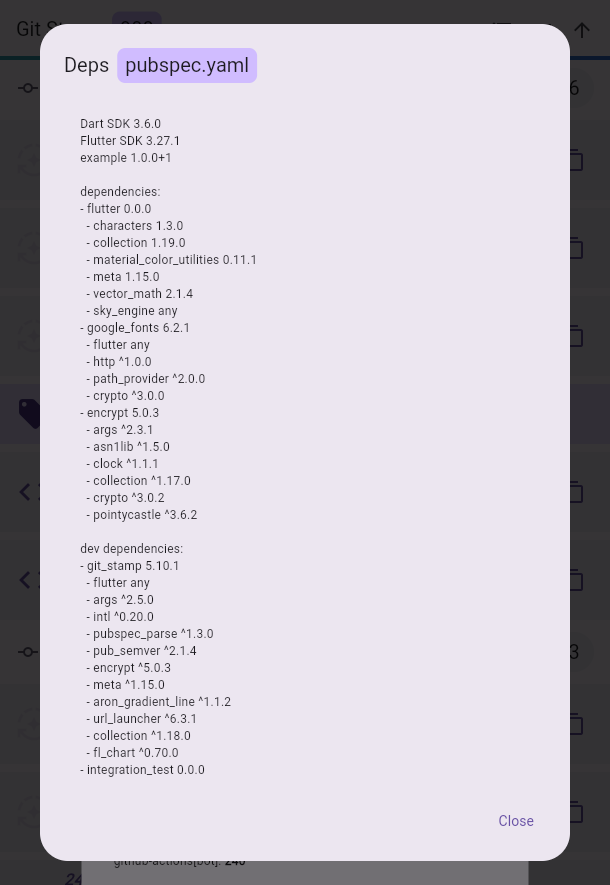 Git
Deps pubspec.yaml
6
Dart SDK 3.6.0
Flutter SDK 3.27.1
example 1.0.0+1
dependencies:
- flutter 0.0.0
- characters 1.3.0
- collection 1.19.0
- material_color_utilities 0.11.1
- meta 1.15.0
- vector_math 2.1.4
- sky_engine any
- google_fonts 6.2.1
- flutter any
- http ^1.0.0
- path_provider ^2.0.0
- crypto ^3.0.0
- encrypt 5.0.3
- args ^2.3.1
- asn1lib ^1.5.0
- clock ^1.1.1
- collection ^1.17.0
- crypto ^3.0.2
- pointycastle ^3.6.2
dev dependencies:
- git_stamp 5.10.1
- flutter any
- args ^2.5.0
- intl ^0.20.0
- pubspec_parse ^1.3.0
- pub_semver ^2.1.4
- encrypt ^5.0.3
3
- meta ^1.15.0
- aron_gradient_line ^1.1.2
- url_launcher ^6.3.1
- collection ^1.18.0
- fl_chart ^0.70.0
- integration_test 0.0.0
Close
github-actions[bot]: 240
24